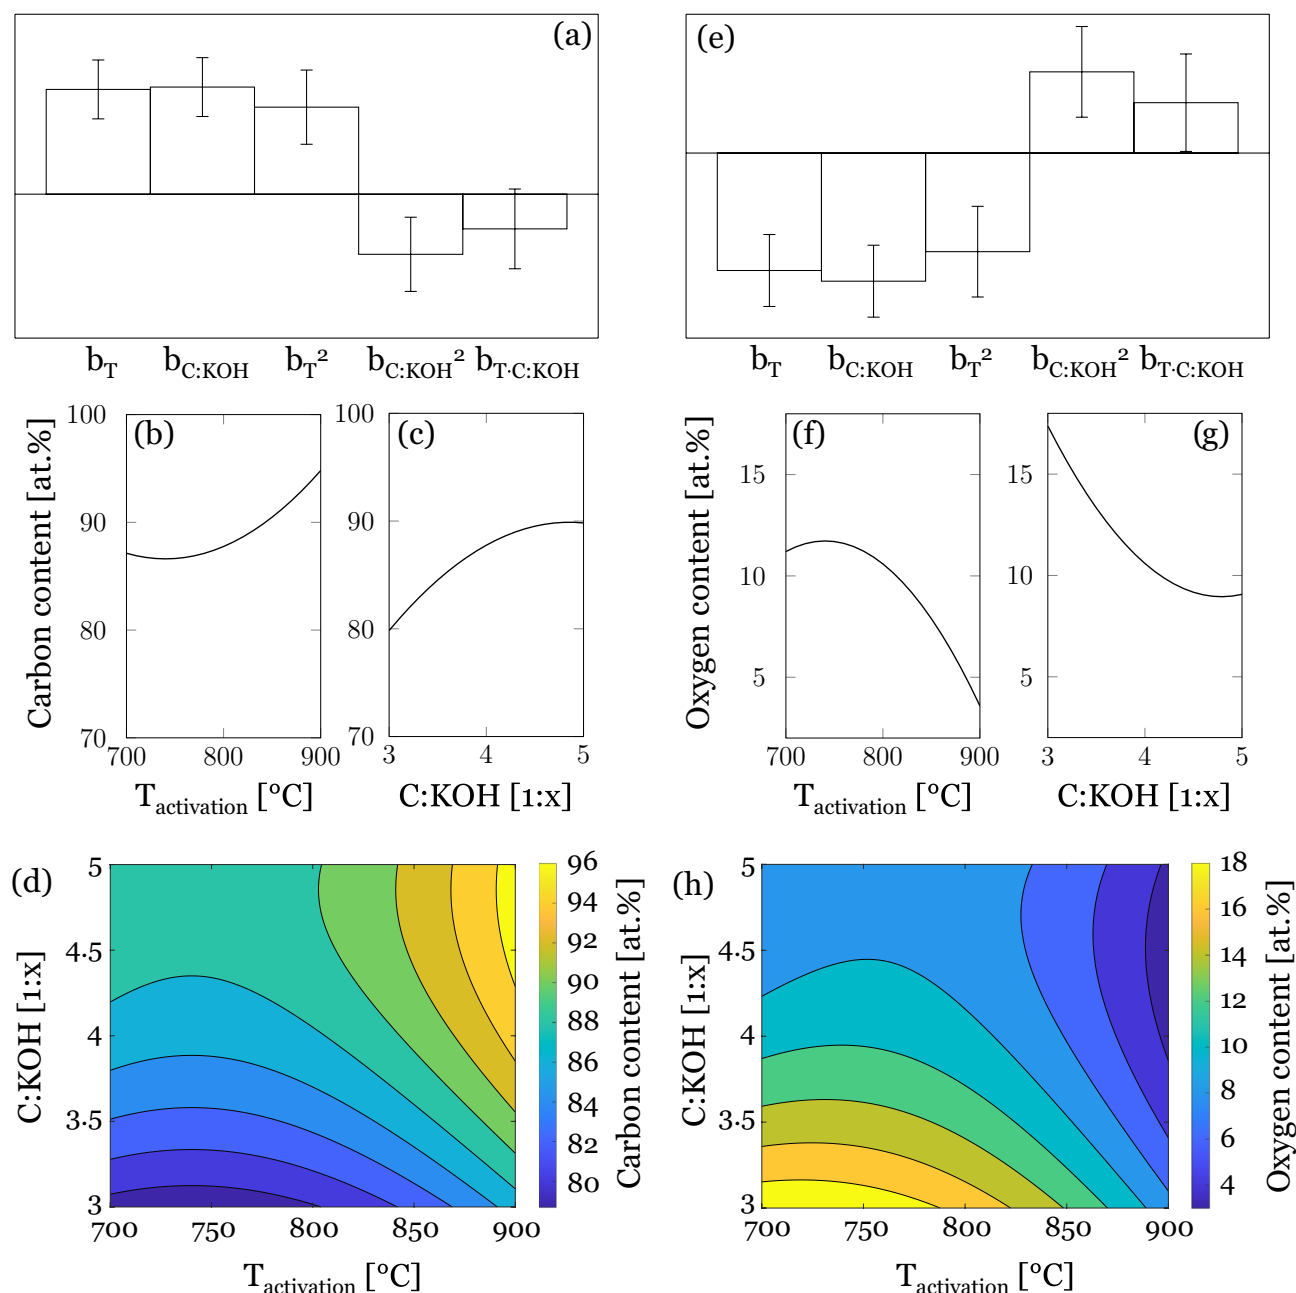 (a)
b_T b_C:KOH b_T² b_C:KOH² b_T·C:KOH
(e)
b_T b_C:KOH b_T² b_C:KOH² b_T·C:KOH
Carbon content [at.%]
100
90
80
70
(b)
700 800 900
T_activation [°C]
100
90
80
70
(c)
3 4 5
C:KOH [1:x]
Oxygen content [at.%]
15
10
5
(f)
700 800 900
T_activation [°C]
15
10
5
(g)
3 4 5
C:KOH [1:x]
(d)
C:KOH [1:x]
5
4.5
4
3.5
3
700 750 800 850 900
T_activation [°C]
96
94
92
90
88
86
84
82
80
Carbon content [at.%]
(h)
C:KOH [1:x]
5
4.5
4
3.5
3
700 750 800 850 900
T_activation [°C]
18
16
14
12
10
8
6
4
Oxygen content [at.%]